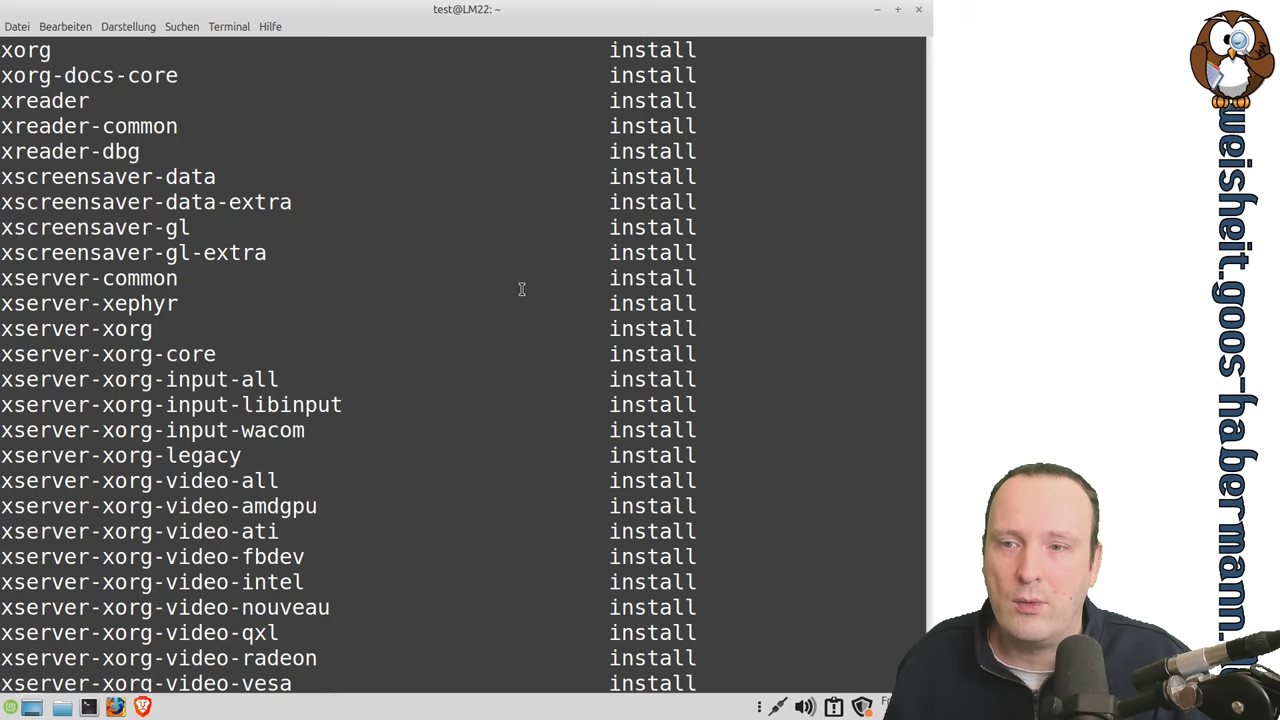 test@LM22: ~
Datei Bearbeiten Darstellung Suchen Terminal Hilfe
xorg install
xorg-docs-core install
xreader install
xreader-common install
xreader-dbg install
xscreensaver-data install
xscreensaver-data-extra install
xscreensaver-gl install
xscreensaver-gl-extra install
xserver-common install
xserver-xephyr install
xserver-xorg install
xserver-xorg-core install
xserver-xorg-input-all install
xserver-xorg-input-libinput install
xserver-xorg-input-wacom install
xserver-xorg-legacy install
xserver-xorg-video-all install
xserver-xorg-video-amdgpu install
xserver-xorg-video-ati install
xserver-xorg-video-fbdev install
xserver-xorg-video-intel install
xserver-xorg-video-nouveau install
xserver-xorg-video-qxl install
xserver-xorg-video-radeon install
xserver-xorg-video-vesa install
weisheit.goos-habermann.